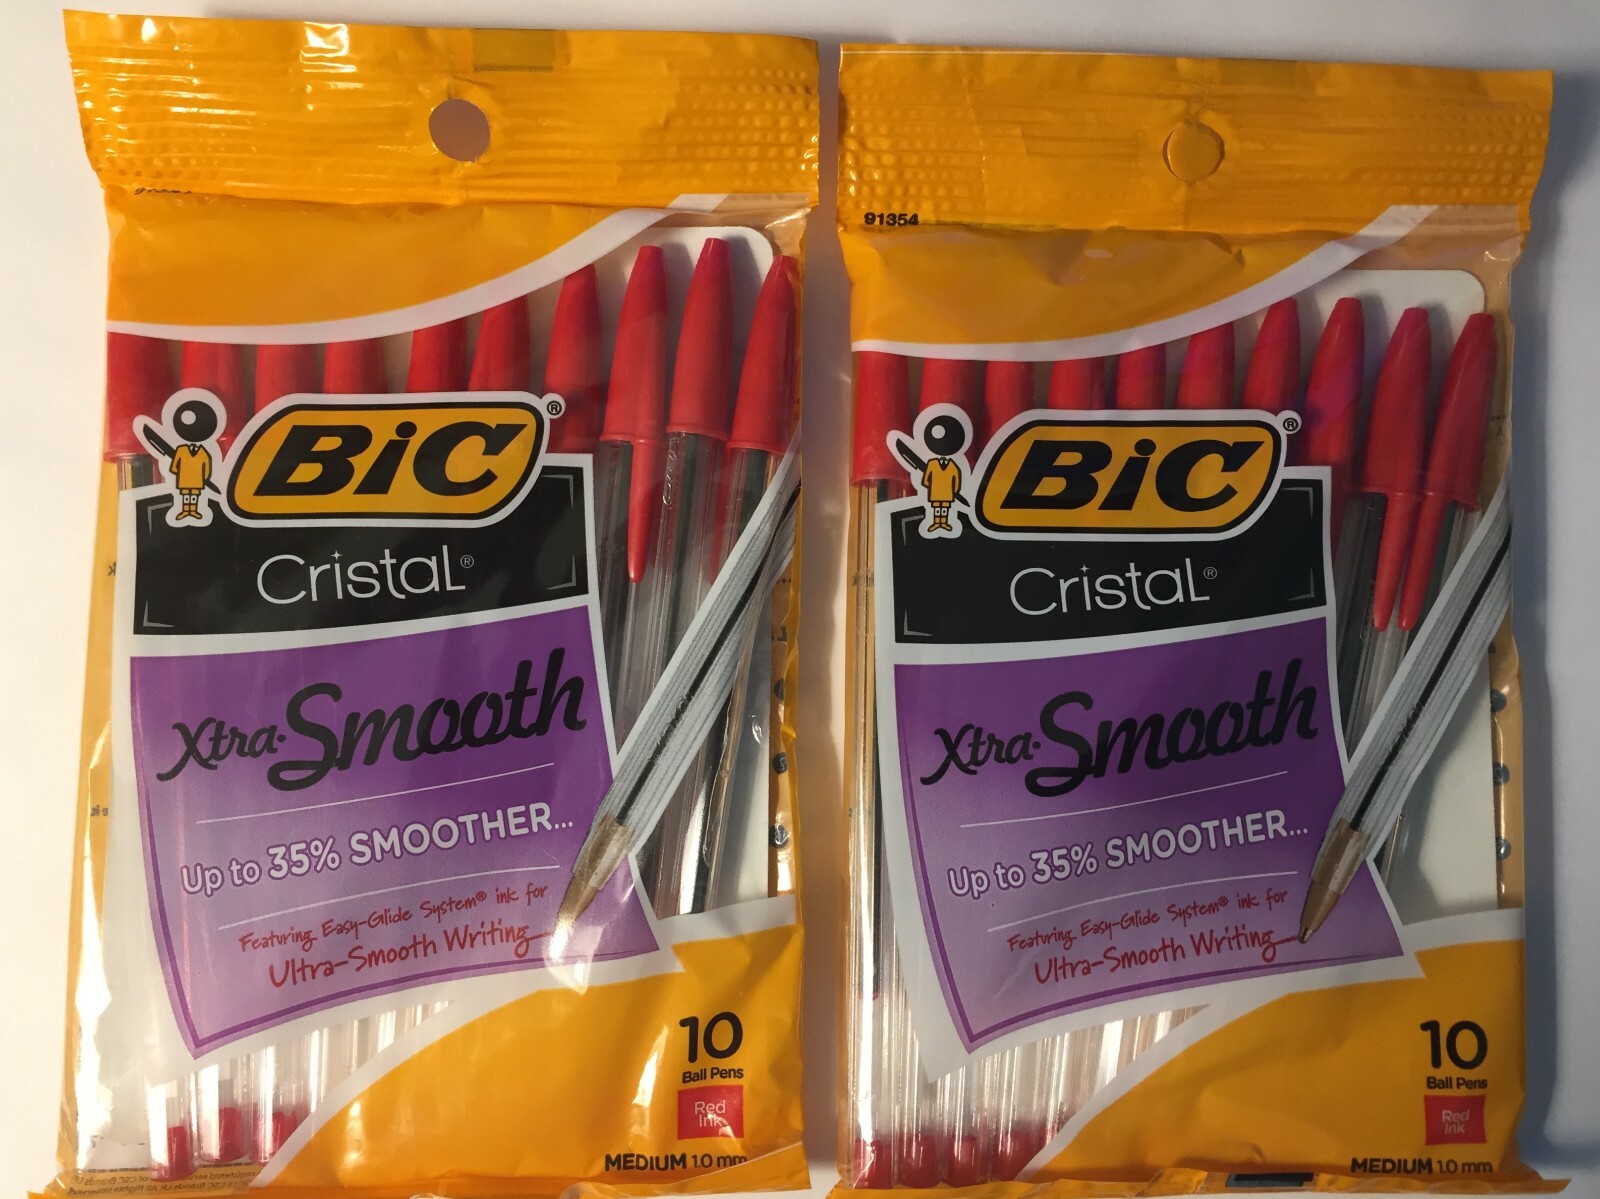 BiC®
Cristal®
Xtra-Smooth
Up to 35% SMOOTHER...
Featuring Easy-Glide System® ink for
Ultra-Smooth Writing
10
Ball Pens
Red
Ink
MEDIUM 1.0 mm
91354
BiC®
Cristal®
Xtra-Smooth
Up to 35% SMOOTHER...
Featuring Easy-Glide System® ink for
Ultra-Smooth Writing
10
Ball Pens
Red
Ink
MEDIUM 1.0 mm